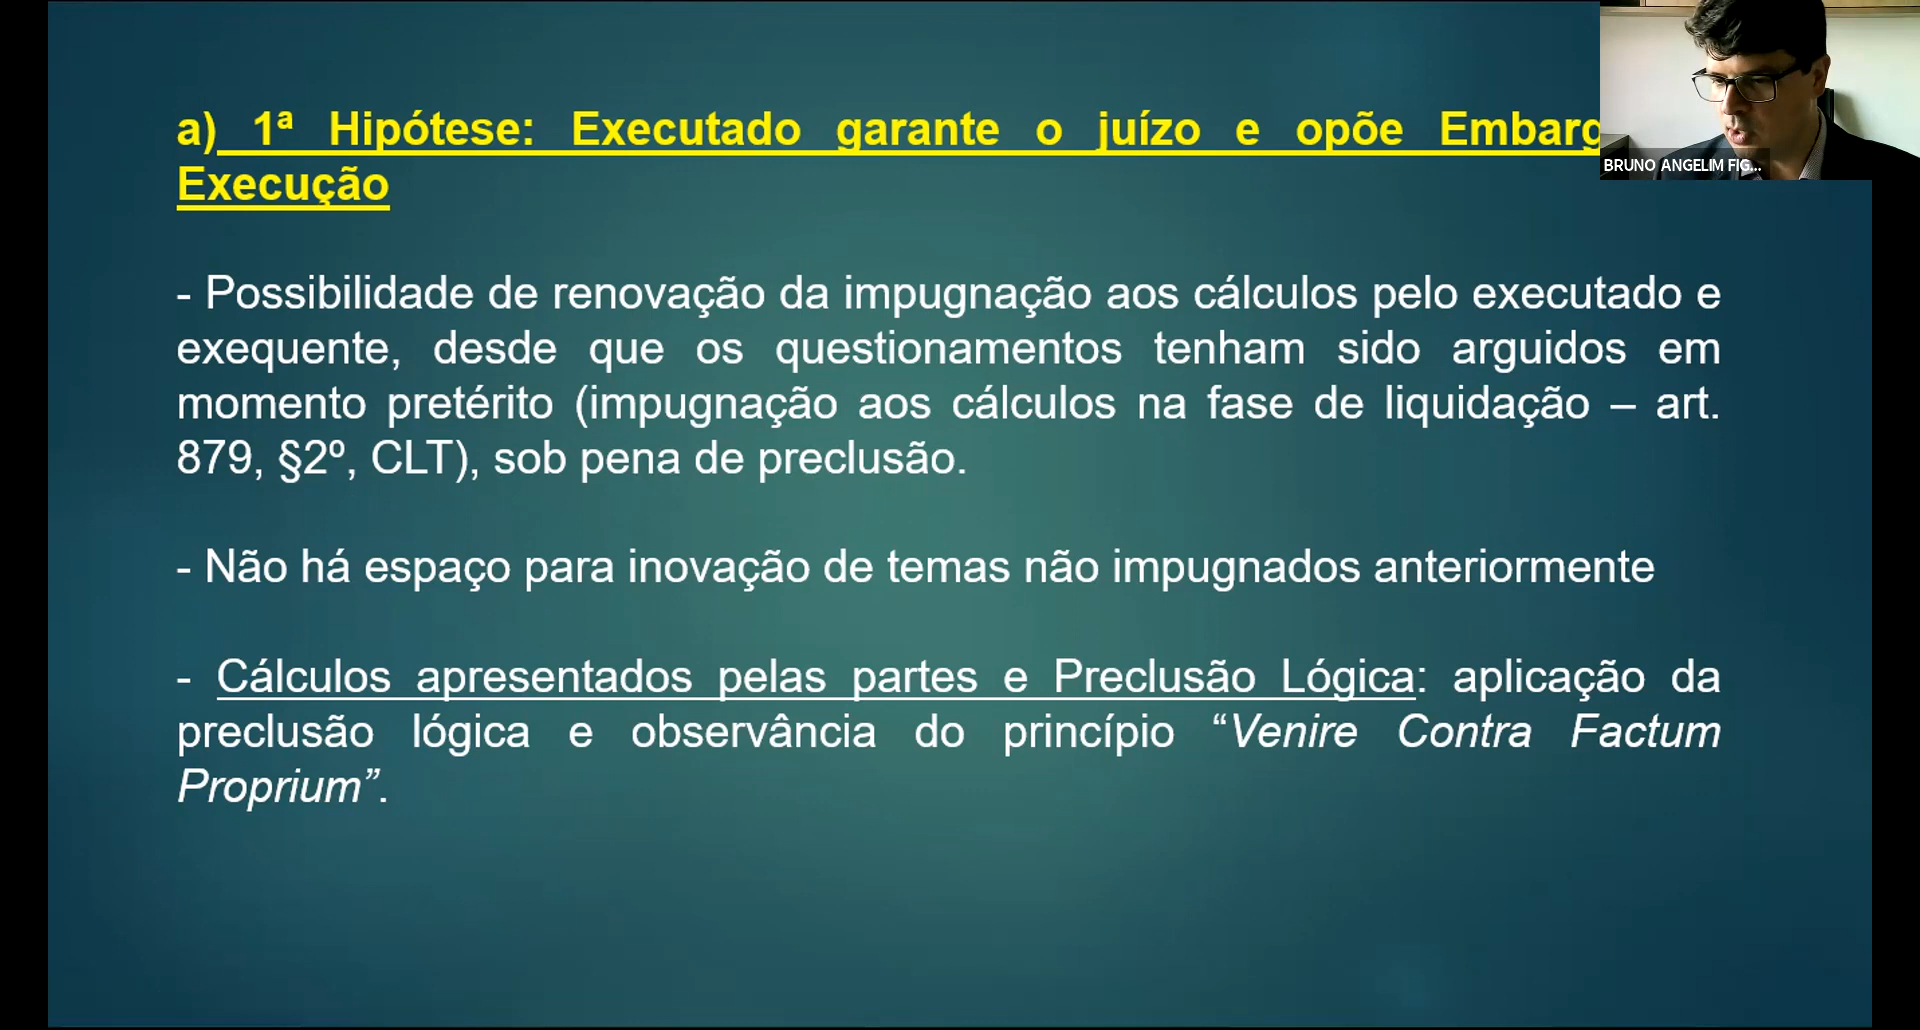 a) 1ª Hipótese: Executado garante o juízo e opõe Embarg
Execução
- Possibilidade de renovação da impugnação aos cálculos pelo executado e
exequente, desde que os questionamentos tenham sido arguidos em
momento pretérito (impugnação aos cálculos na fase de liquidação – art.
879, §2º, CLT), sob pena de preclusão.
- Não há espaço para inovação de temas não impugnados anteriormente
- Cálculos apresentados pelas partes e Preclusão Lógica: aplicação da
preclusão lógica e observância do princípio “Venire Contra Factum
Proprium”.
BRUNO ANGELIM FIG...